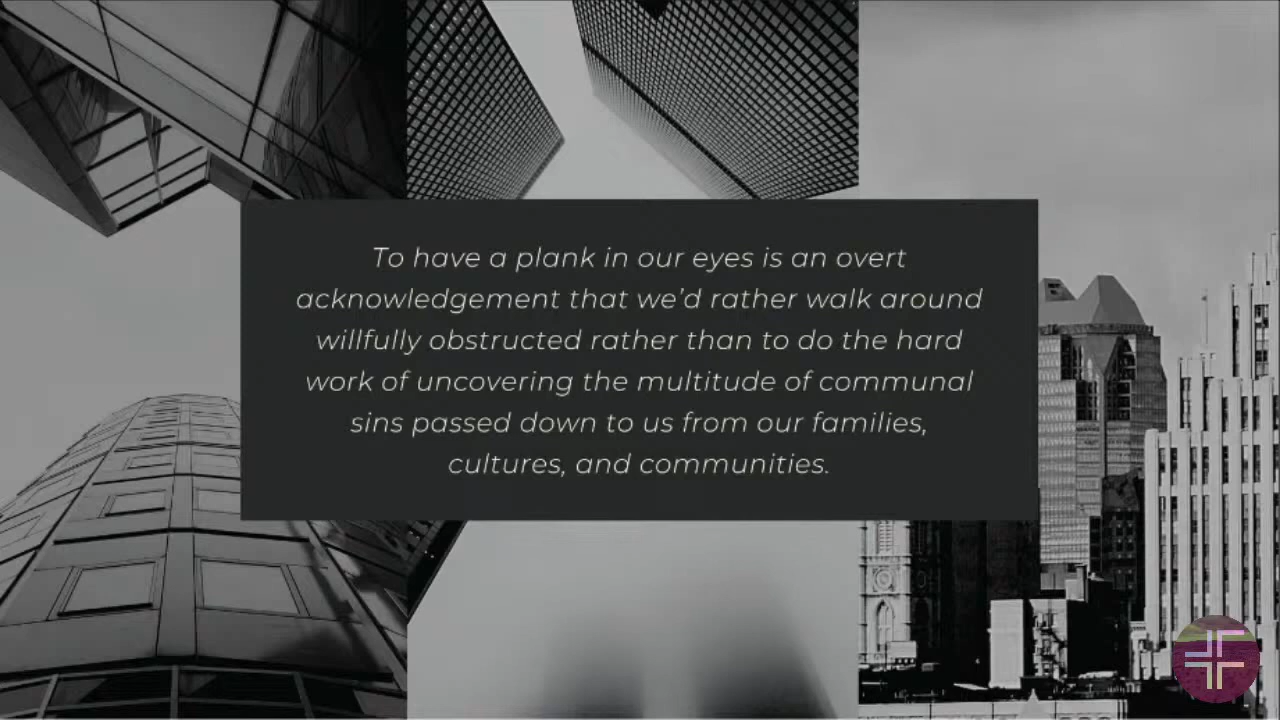 To have a plank in our eyes is an overt
acknowledgement that we’d rather walk around
willfully obstructed rather than to do the hard
work of uncovering the multitude of communal
sins passed down to us from our families,
cultures, and communities.